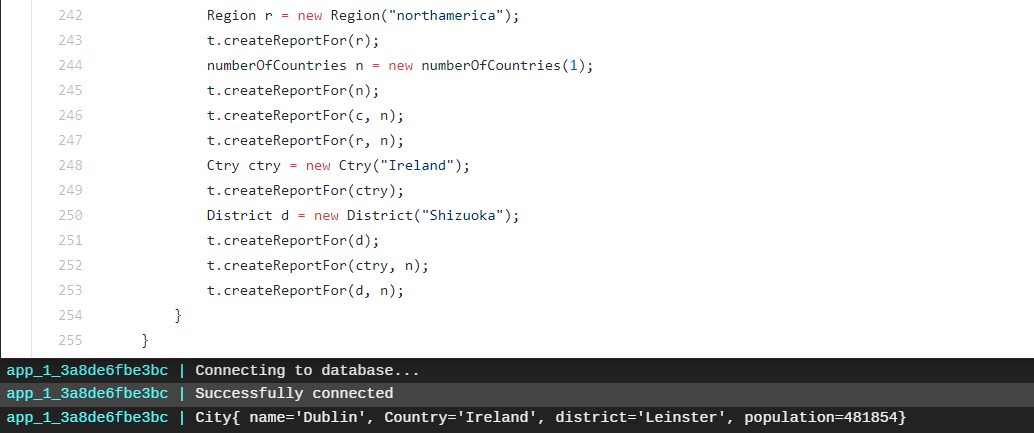 242 Region r = new Region("northamerica");
243 t.createReportFor(r);
244 numberOfCountries n = new numberOfCountries(1);
245 t.createReportFor(n);
246 t.createReportFor(c, n);
247 t.createReportFor(r, n);
248 Ctry ctry = new Ctry("Ireland");
249 t.createReportFor(ctry);
250 District d = new District("Shizuoka");
251 t.createReportFor(d);
252 t.createReportFor(ctry, n);
253 t.createReportFor(d, n);
254 }
255 }
app_1_3a8de6fbe3bc | Connecting to database...
app_1_3a8de6fbe3bc | Successfully connected
app_1_3a8de6fbe3bc | City{ name='Dublin', Country='Ireland', district='Leinster', population=481854}